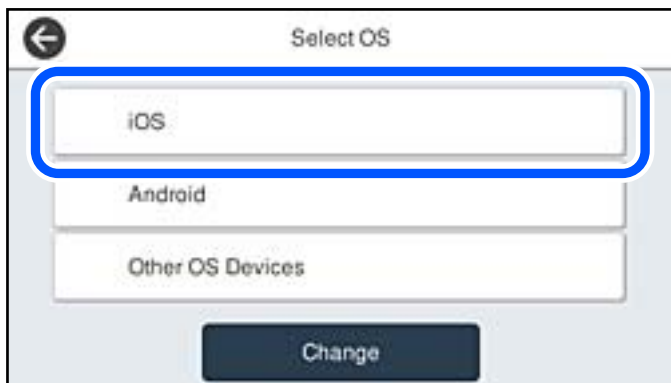 Select OS
iOS
Android
Other OS Devices
Change